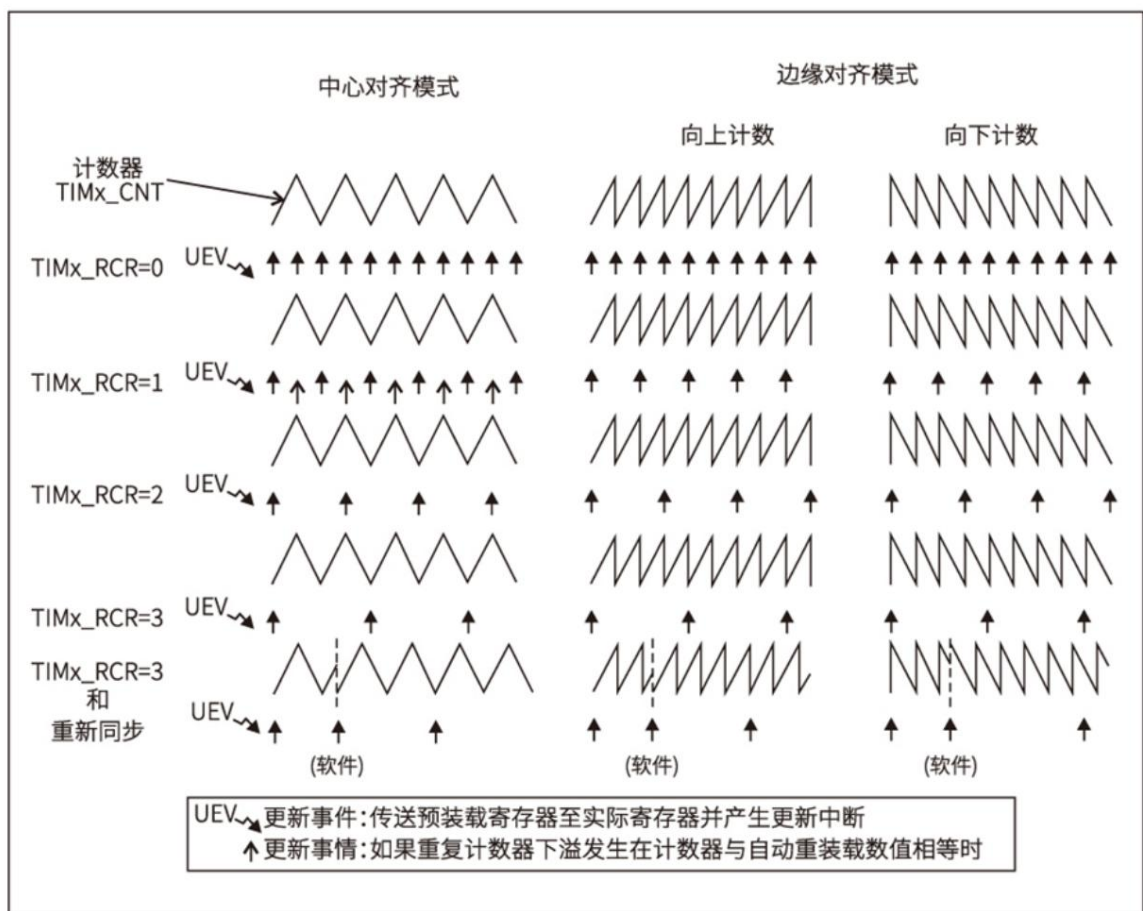 中心对齐模式
边缘对齐模式
向上计数
向下计数
计数器
TIMx_CNT
TIMx_RCR=0
UEV
TIMx_RCR=1
UEV
TIMx_RCR=2
UEV
TIMx_RCR=3
UEV
TIMx_RCR=3
和
重新同步
UEV
(软件)
(软件)
(软件)
UEV 更新事件:传送预装载寄存器至实际寄存器并产生更新中断
更新事情:如果重复计数器下溢发生在计数器与自动重装载数值相等时